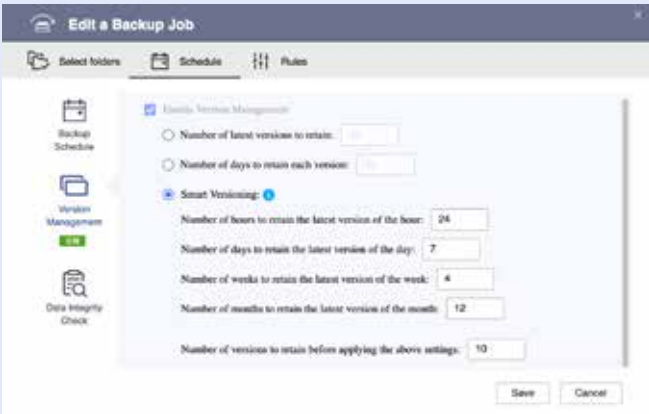 Edit a Backup Job
Select folders
Schedule
Rules
Backup
Schedule
Version
Management
ON
Data Integrity
Check
Enable Version Management
Number of latest versions to retain:
Number of days to retain each version:
Smart Versioning:
Number of hours to retain the latest version of the hour: 24
Number of days to retain the latest version of the day: 7
Number of weeks to retain the latest version of the week: 4
Number of months to retain the latest version of the month: 12
Number of versions to retain before applying the above settings: 10
Save
Cancel